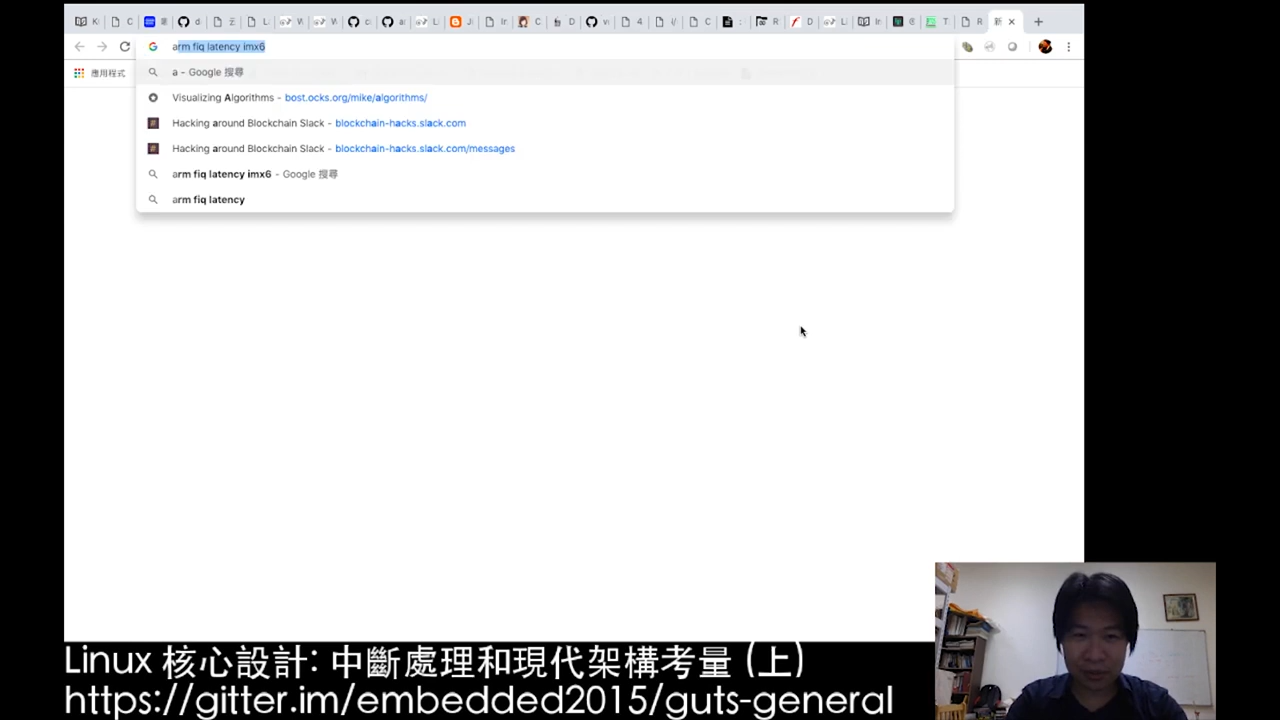 arm fiq latency imx6
應用程式
a - Google 搜尋
Visualizing Algorithms - bost.ocks.org/mike/algorithms/
Hacking around Blockchain Slack - blockchain-hacks.slack.com
Hacking around Blockchain Slack - blockchain-hacks.slack.com/messages
arm fiq latency imx6 - Google 搜尋
arm fiq latency
Linux 核心設計: 中斷處理和現代架構考量 (上)
https://gitter.im/embedded2015/guts-general